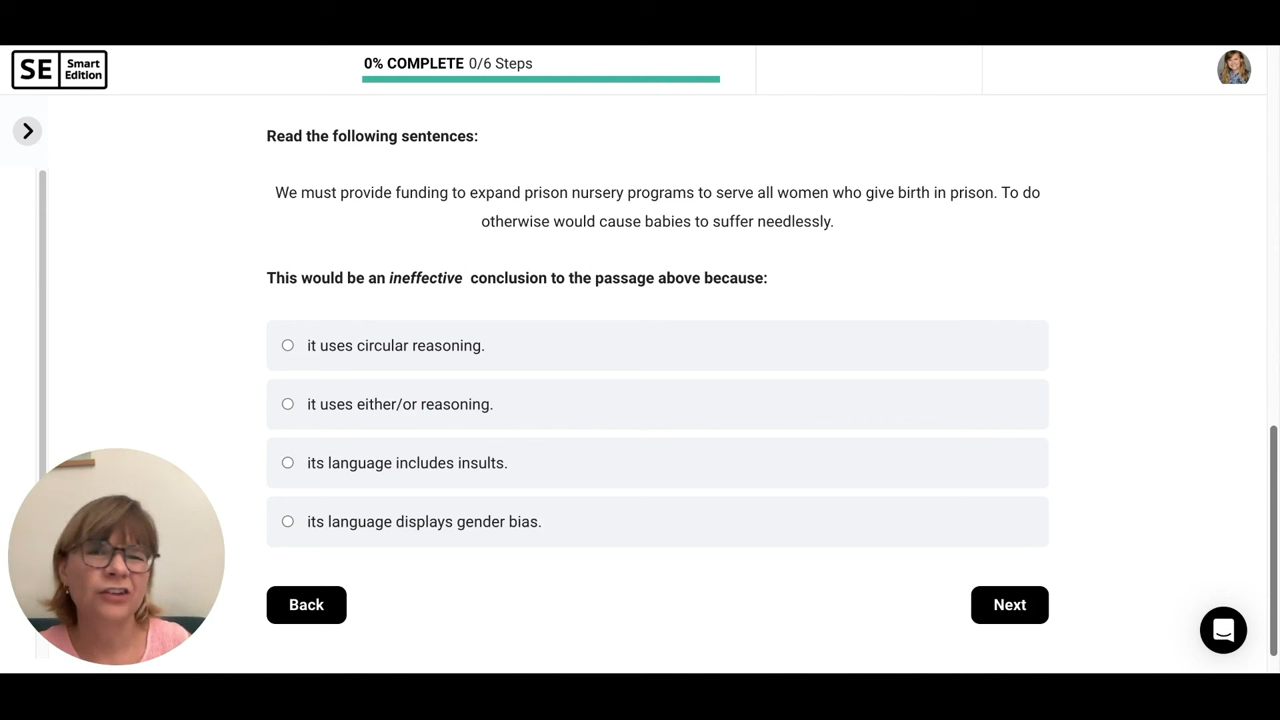 SE Smart Edition
0% COMPLETE 0/6 Steps
Read the following sentences:
We must provide funding to expand prison nursery programs to serve all women who give birth in prison. To do
otherwise would cause babies to suffer needlessly.
This would be an ineffective conclusion to the passage above because:
it uses circular reasoning.
it uses either/or reasoning.
its language includes insults.
its language displays gender bias.
Back
Next